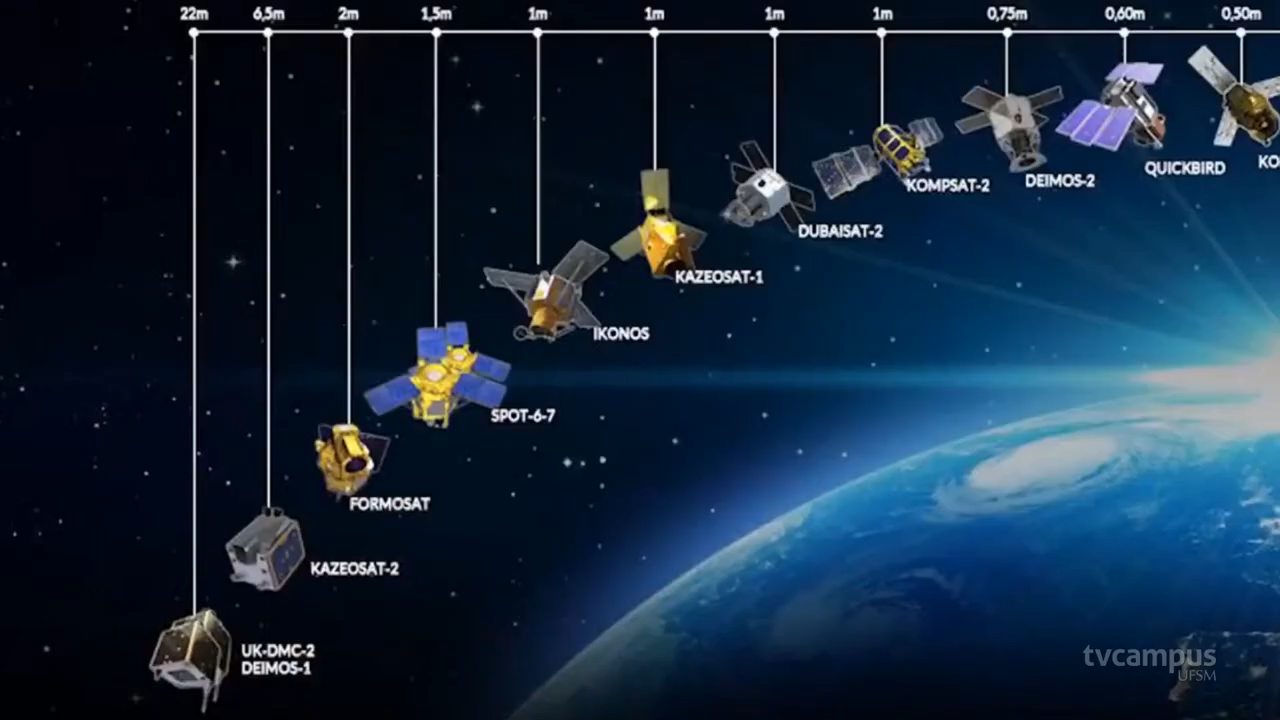 22m 6,5m 2m 1,5m 1m 1m 1m 1m 0,75m 0,60m 0,50m
QUICKBIRD
KO
DEIMOS-2
KOMPSAT-2
DUBAISAT-2
KAZEOSAT-1
IKONOS
SPOT-6-7
FORMOSAT
KAZEOSAT-2
UK-DMC-2
DEIMOS-1
tvcampus
UFSM